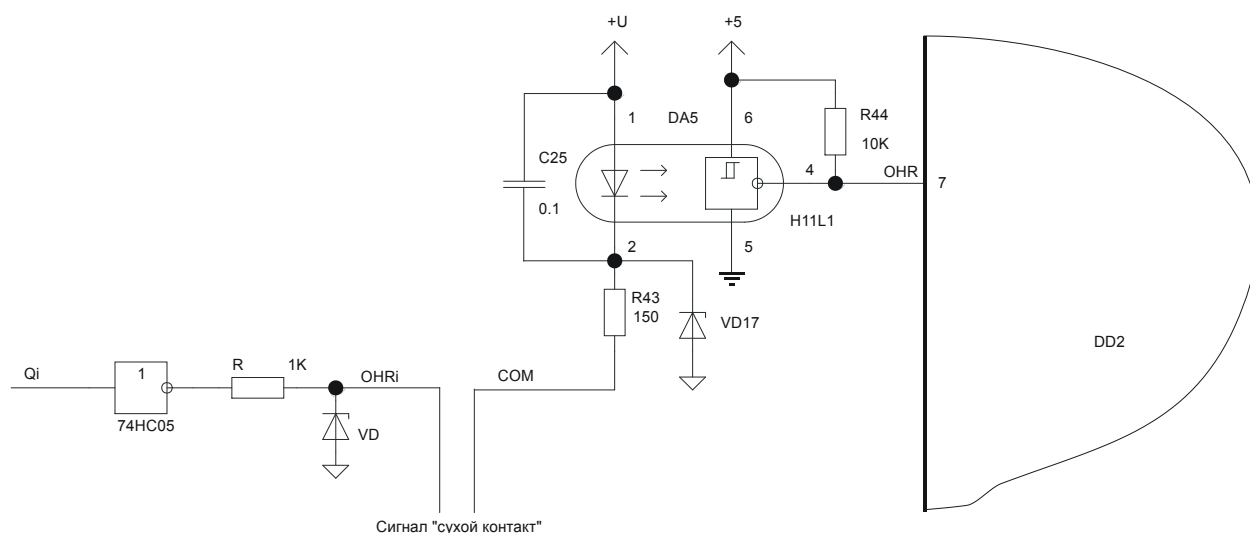 +U
+5
1
DA5
6
R44
10K
C25
0.1
4
OHR
7
H11L1
2
5
R43
150
VD17
DD2
Qi
1
R
1K
OHRi
COM
74HC05
VD
Сигнал "сухой контакт"